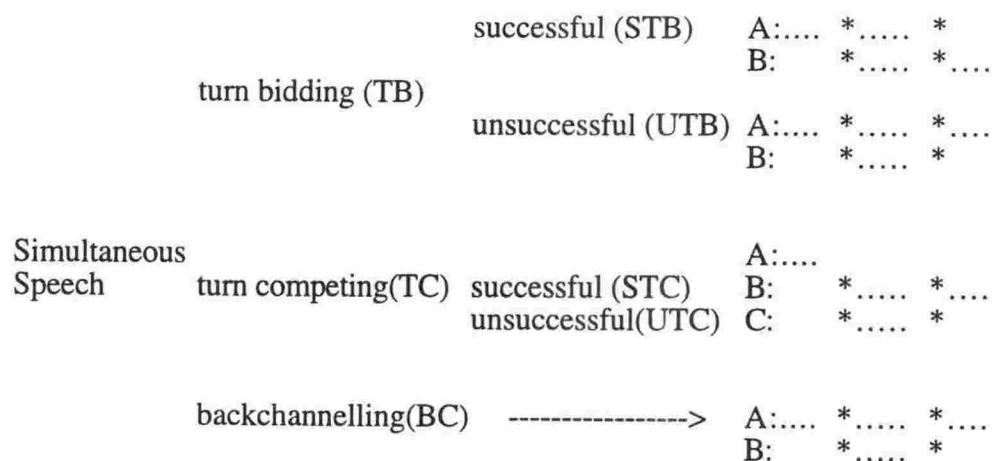 successful (STB) A:.... *..... *
B: *..... *....
turn bidding (TB)
unsuccessful (UTB) A:.... *..... *....
B: *..... *
Simultaneous A:....
Speech turn competing(TC) successful (STC) B: *..... *....
unsuccessful(UTC) C: *..... *
backchannelling(BC) ------------------> A:.... *..... *....
B: *..... *